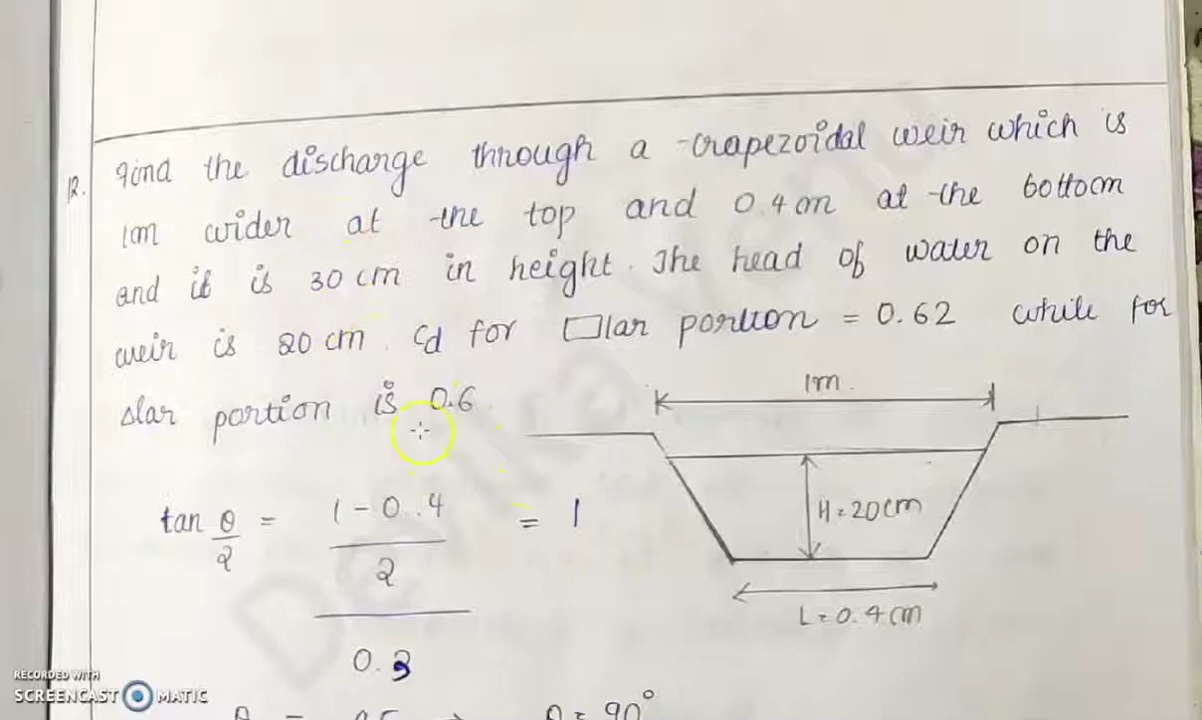 12. Find the discharge through a trapezoidal weir which is
1m wider at the top and 0.4m at the bottom
and it is 30 cm in height. The head of water on the
weir is 20 cm. Cd for □lar portion = 0.62 while for
Δlar portion is 0.6
1m.
H = 20cm
L = 0.4 cm
tan θ/2 = 1 - 0.4 / 2 / 0.3 = 1
θ = 90°
RECORDED WITH
SCREENCAST MATIC